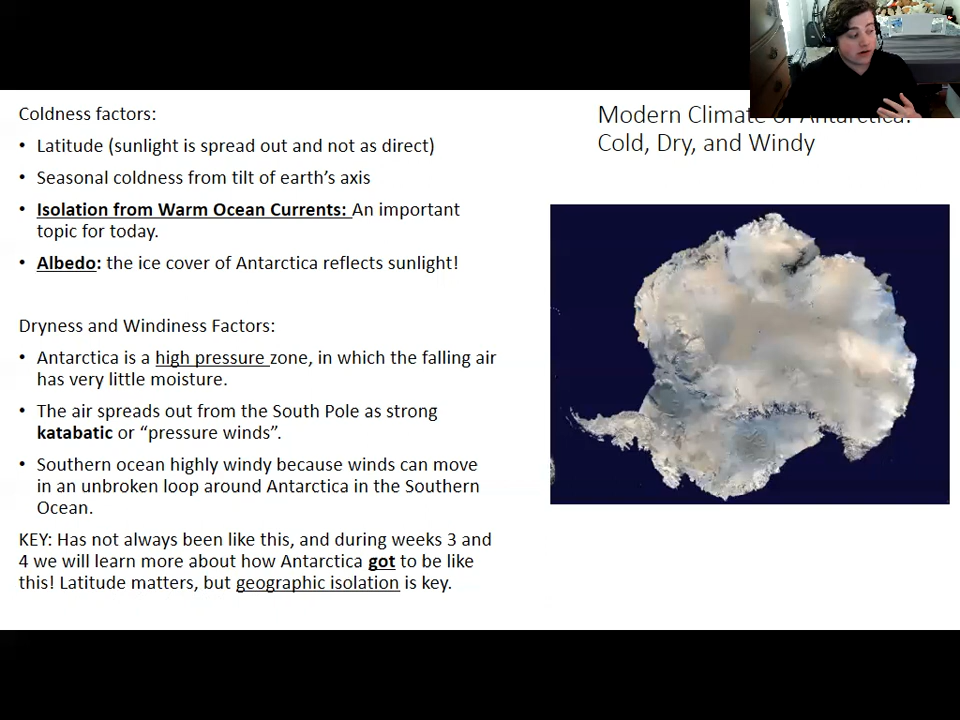 Coldness factors:
• Latitude (sunlight is spread out and not as direct)
• Seasonal coldness from tilt of earth's axis
• Isolation from Warm Ocean Currents: An important
topic for today.
• Albedo: the ice cover of Antarctica reflects sunlight!
Dryness and Windiness Factors:
• Antarctica is a high pressure zone, in which the falling air
has very little moisture.
• The air spreads out from the South Pole as strong
katabatic or “pressure winds”.
• Southern ocean highly windy because winds can move
in an unbroken loop around Antarctica in the Southern
Ocean.
KEY: Has not always been like this, and during weeks 3 and
4 we will learn more about how Antarctica got to be like
this! Latitude matters, but geographic isolation is key.
Modern Climate of Antarctica:
Cold, Dry, and Windy